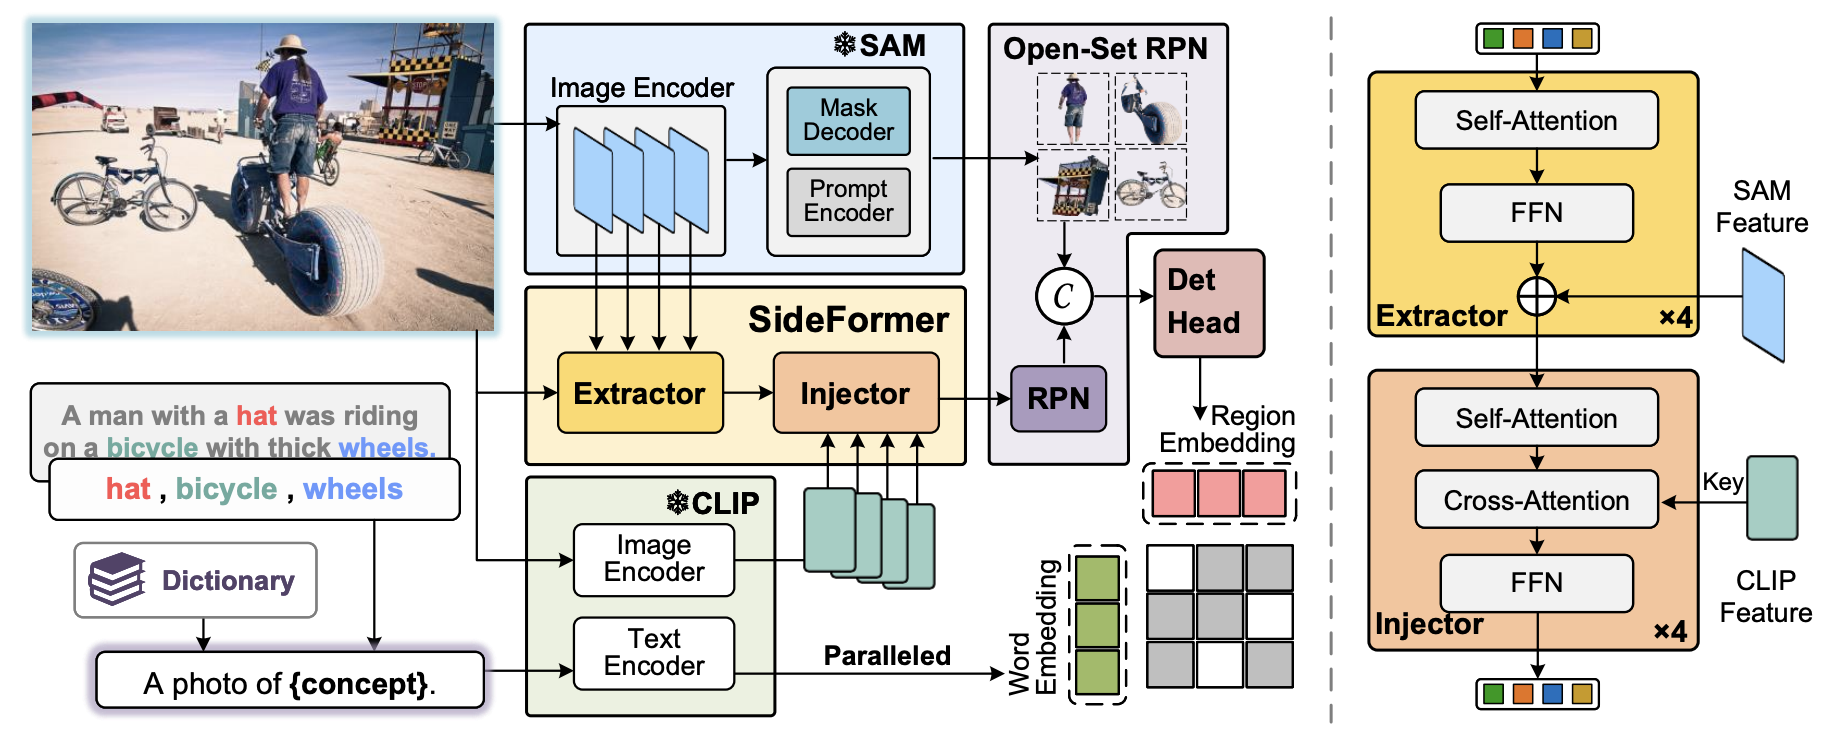 SAM
Image Encoder
Mask
Decoder
Prompt
Encoder
Open-Set RPN
C
Det
Head
RPN
SideFormer
Extractor
Injector
A man with a hat was riding
on a bicycle with thick wheels.
hat , bicycle , wheels
Dictionary
A photo of {concept}.
CLIP
Image
Encoder
Text
Encoder
Paralleled
Region
Embedding
Word
Embedding
Self-Attention
FFN
SAM
Feature
Extractor
×4
Self-Attention
Cross-Attention
Key
FFN
CLIP
Feature
Injector
×4